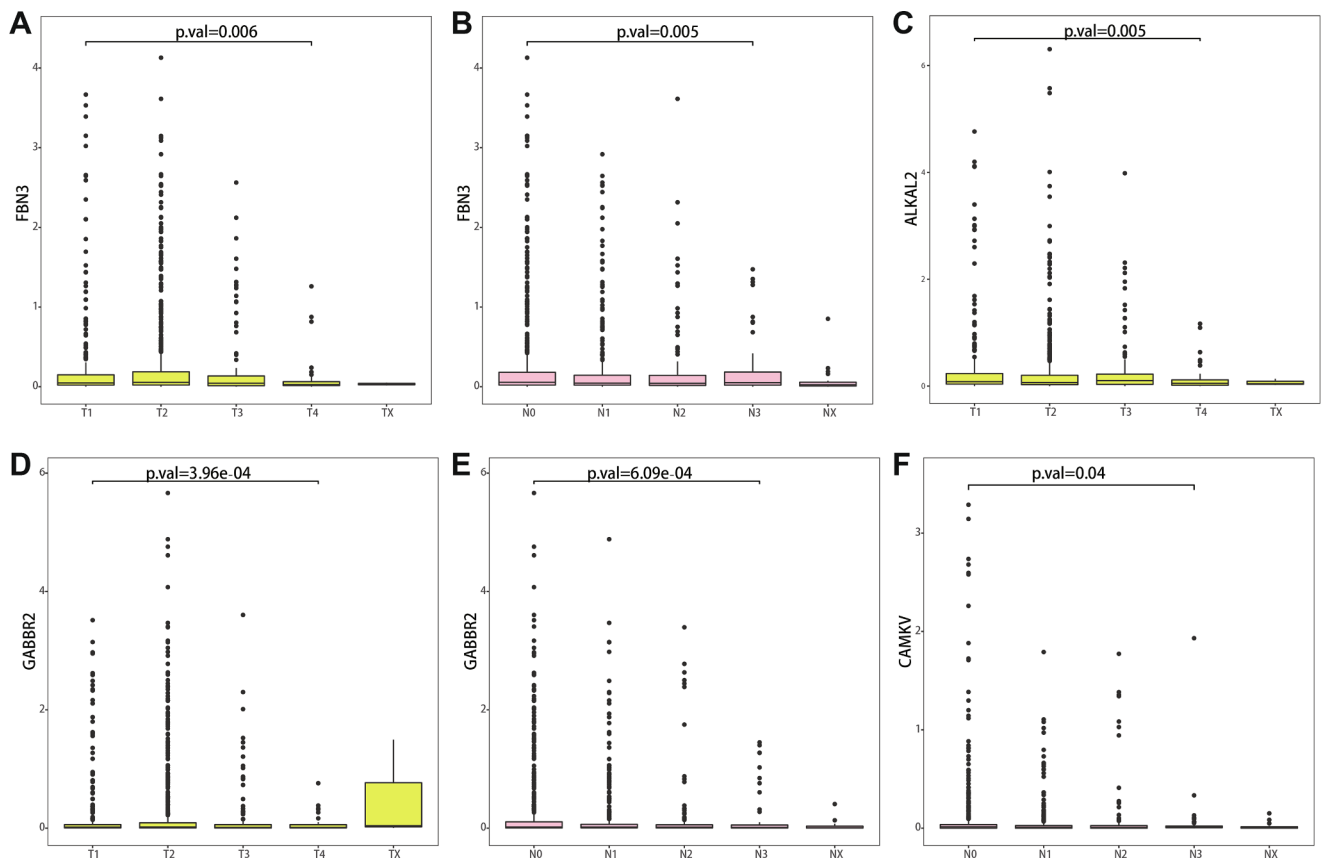 A
p.val=0.006
FBN3
4
3
2
1
0
T1 T2 T3 T4 TX
B
p.val=0.005
FBN3
4
3
2
1
0
N0 N1 N2 N3 NX
C
p.val=0.005
ALKAL2
6
4
2
0
T1 T2 T3 T4 TX
D
p.val=3.96e-04
GABBR2
6
4
2
0
T1 T2 T3 T4 TX
E
p.val=6.09e-04
GABBR2
6
4
2
0
N0 N1 N2 N3 NX
F
p.val=0.04
CAMKV
3
2
1
0
N0 N1 N2 N3 NX